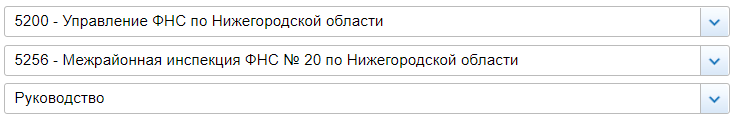 5200 - Управление ФНС по Нижегородской области
5256 - Межрайонная инспекция ФНС № 20 по Нижегородской области
Руководство